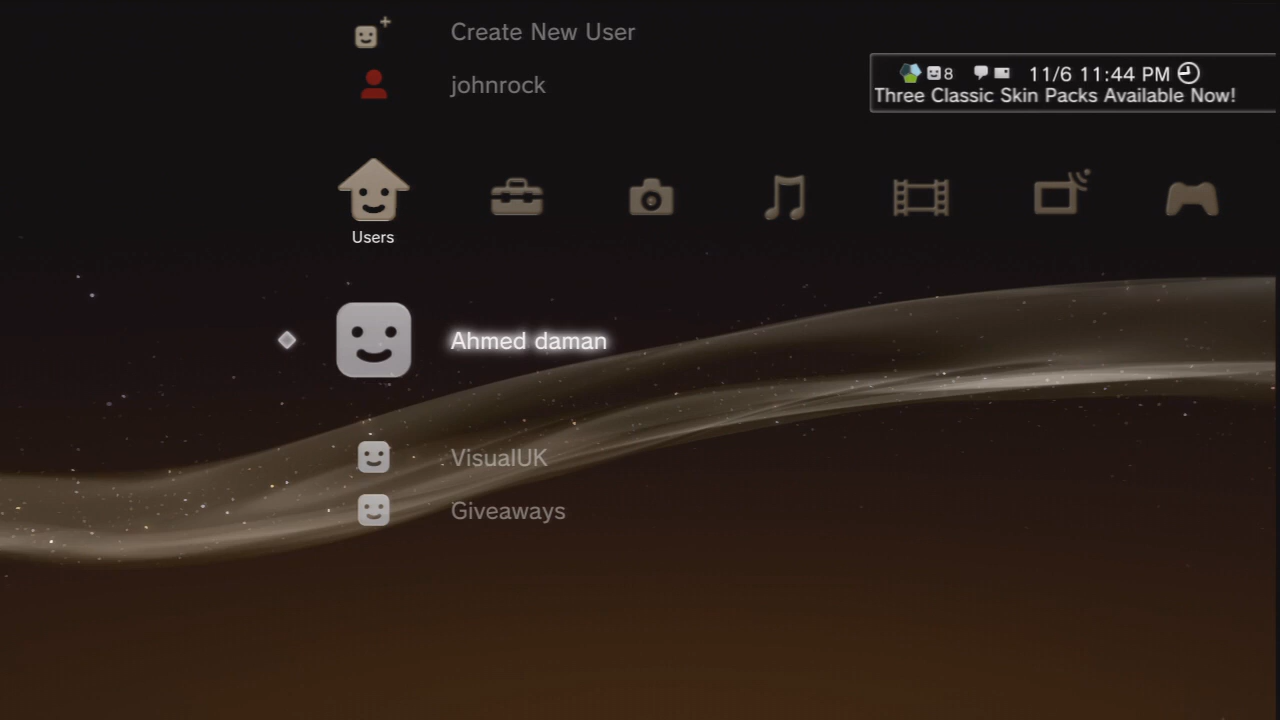 Create New User
johnrock
8 11/6 11:44 PM
Three Classic Skin Packs Available Now!
Users
Ahmed daman
VisualUK
Giveaways